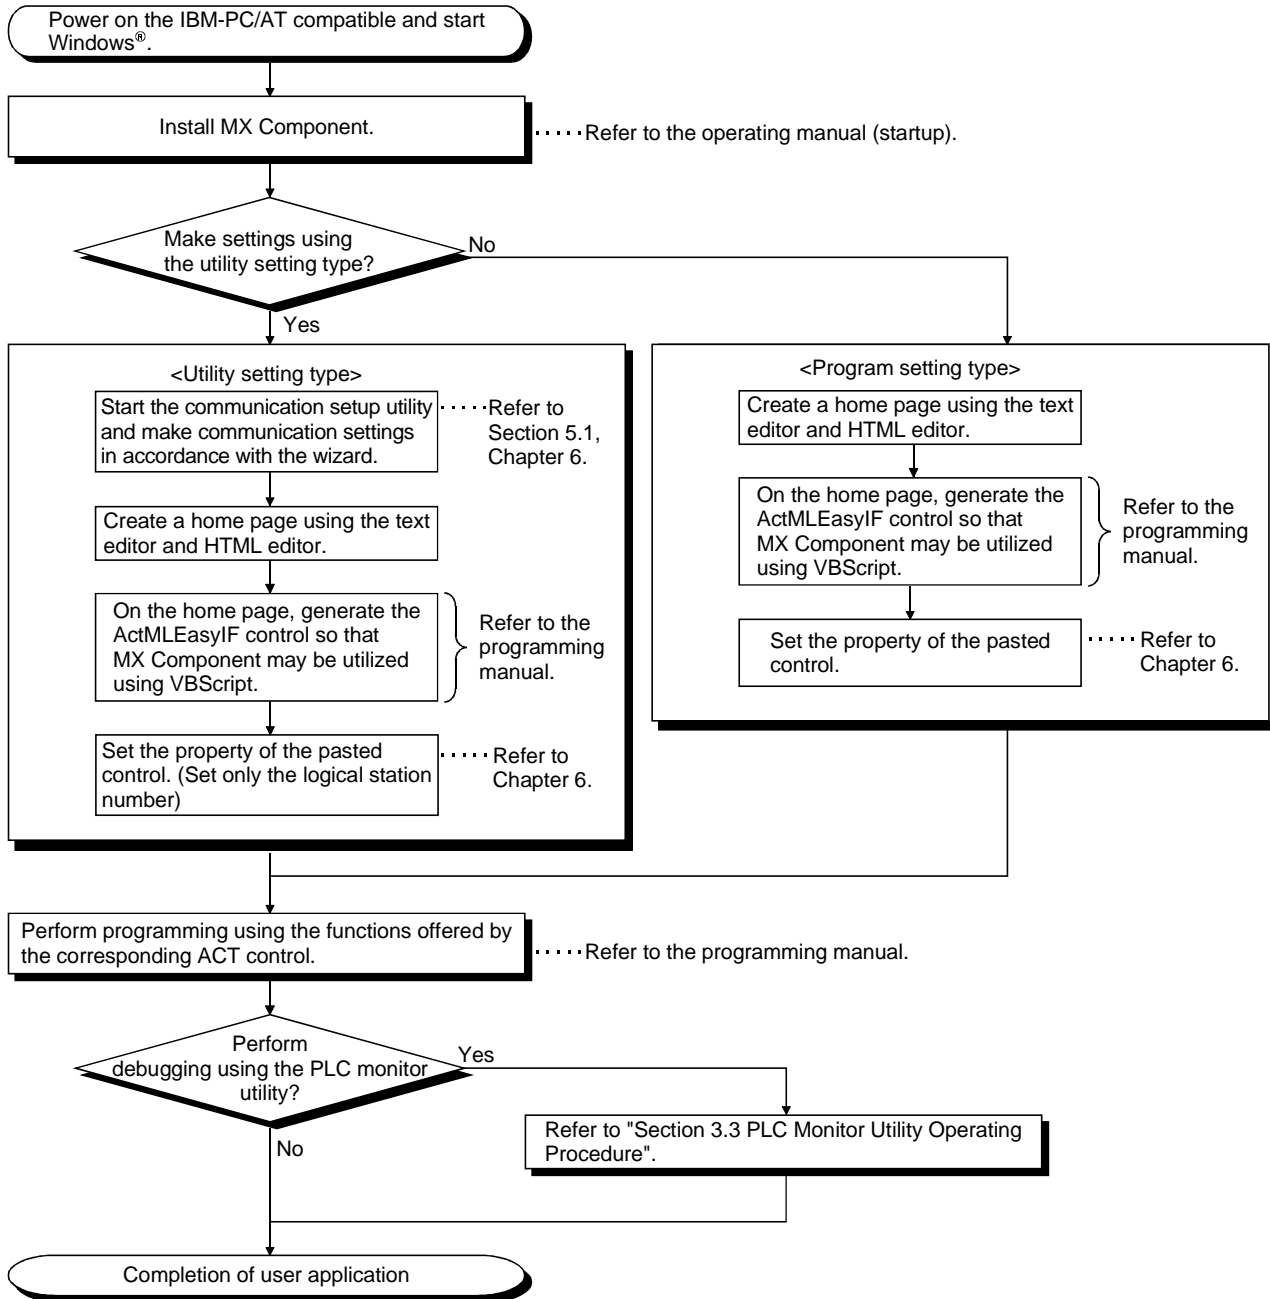 Power on the IBM-PC/AT compatible and start
Windows®.
Install MX Component.
Refer to the operating manual (startup).
Make settings using
the utility setting type?
No
Yes
<Utility setting type>
Start the communication setup utility
and make communication settings
in accordance with the wizard.
Refer to
Section 5.1,
Chapter 6.
Create a home page using the text
editor and HTML editor.
On the home page, generate the
ActMLEasyIF control so that
MX Component may be utilized
using VBScript.
Refer to the
programming
manual.
Set the property of the pasted
control. (Set only the logical station
number)
Refer to
Chapter 6.
<Program setting type>
Create a home page using the text
editor and HTML editor.
On the home page, generate the
ActMLEasyIF control so that
MX Component may be utilized
using VBScript.
Refer to the
programming
manual.
Set the property of the pasted
control.
Refer to
Chapter 6.
Perform programming using the functions offered by
the corresponding ACT control.
Refer to the programming manual.
Perform
debugging using the PLC monitor
utility?
Yes
No
Refer to "Section 3.3 PLC Monitor Utility Operating
Procedure".
Completion of user application